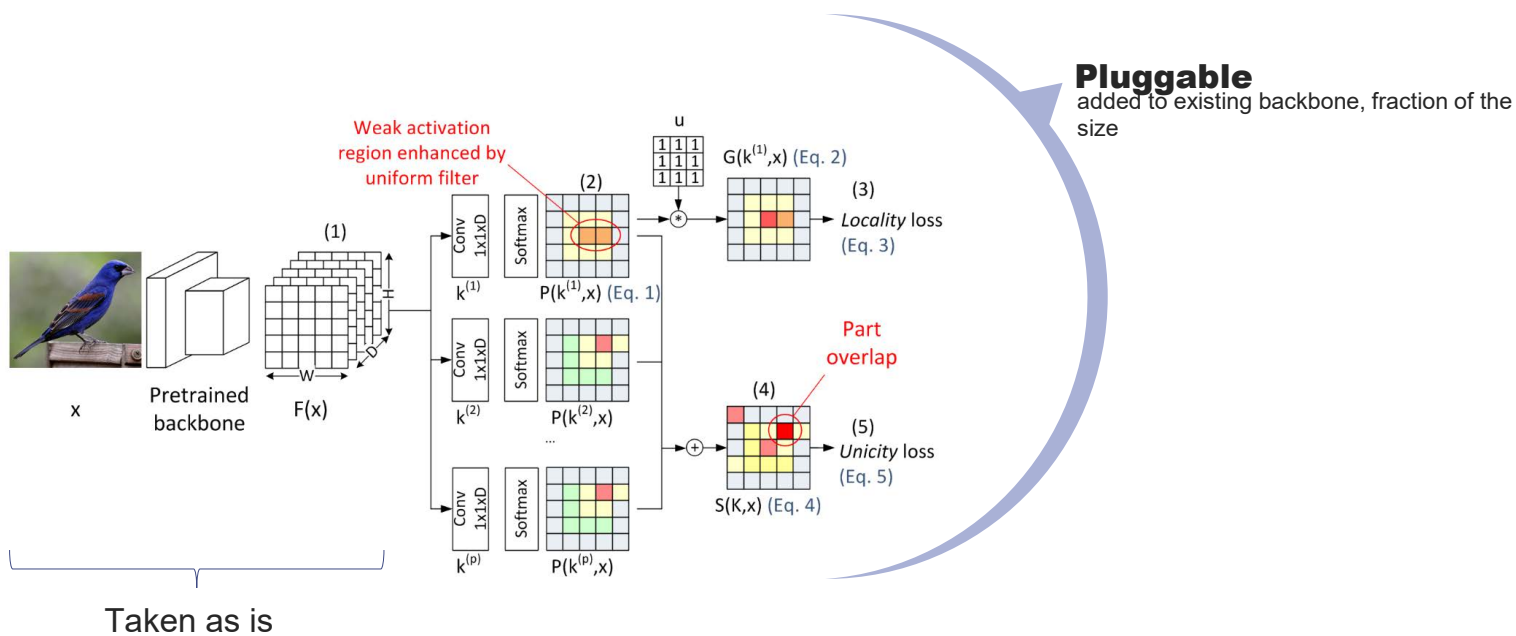 Pluggable
added to existing backbone, fraction of the
size
Weak activation
region enhanced by
uniform filter
u
1 1 1
1 1 1
1 1 1
G(k(1),x) (Eq. 2)
(1)
(2)
(3)
Conv
1x1xD
Softmax
*
Locality loss
(Eq. 3)
H
D
W
k(1)
P(k(1),x) (Eq. 1)
x
Pretrained
backbone
F(x)
Conv
1x1xD
Softmax
k(2)
P(k(2),x)
...
Part
overlap
(4)
(5)
+
Unicity loss
(Eq. 5)
S(K,x) (Eq. 4)
Conv
1x1xD
Softmax
k(p)
P(k(p),x)
Taken as is